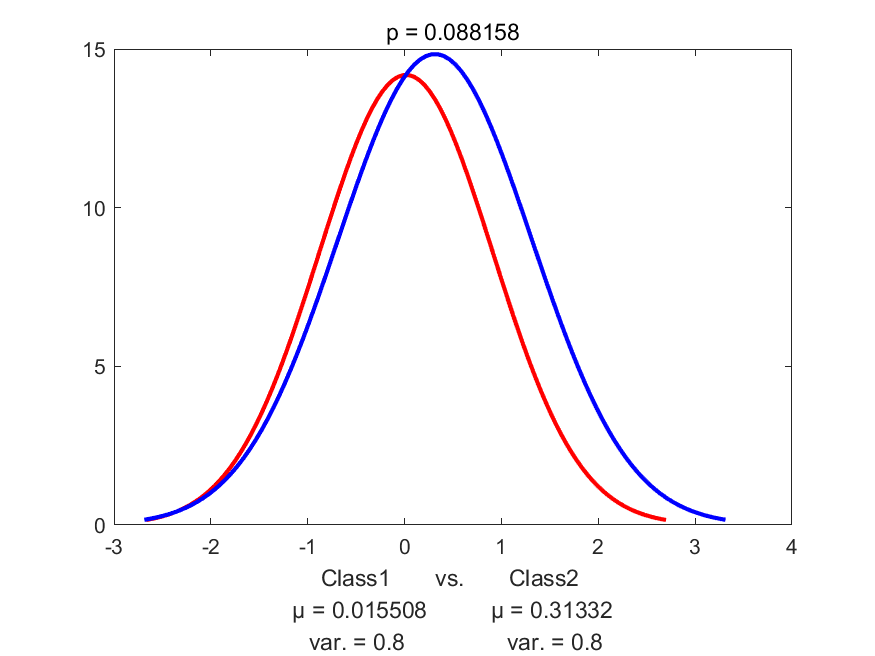 p = 0.088158
15
10
5
0
-3 -2 -1 0 1 2 3 4
Class1 vs. Class2
μ = 0.015508 μ = 0.31332
var. = 0.8 var. = 0.8